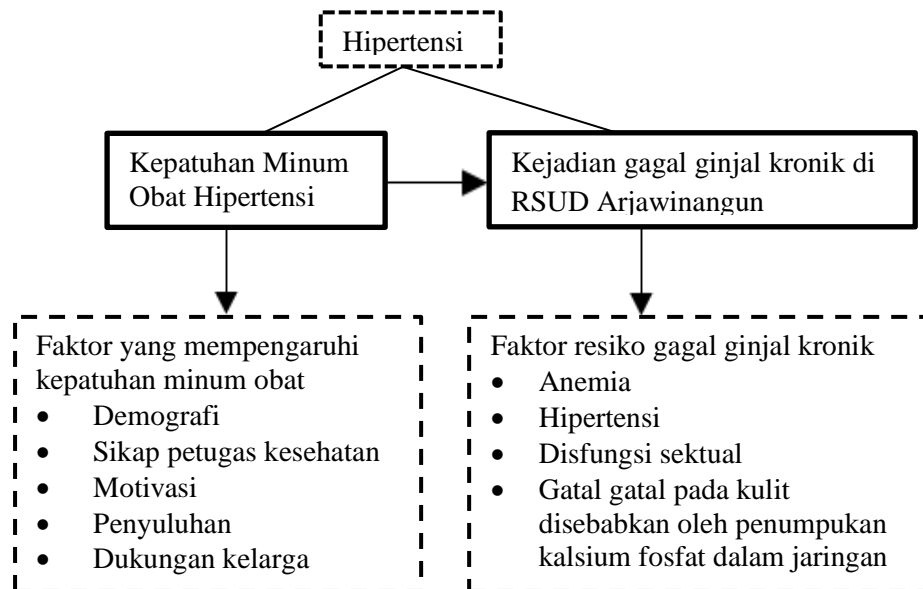 Hipertensi
Kepatuhan Minum
Obat Hipertensi
Kejadian gagal ginjal kronik di
RSUD Arjawinangun
Faktor yang mempengaruhi
kepatuhan minum obat
• Demografi
• Sikap petugas kesehatan
• Motivasi
• Penyuluhan
• Dukungan kelarga
Faktor resiko gagal ginjal kronik
• Anemia
• Hipertensi
• Disfungsi sektual
• Gatal gatal pada kulit
disebabkan oleh penumpukan
kalsium fosfat dalam jaringan